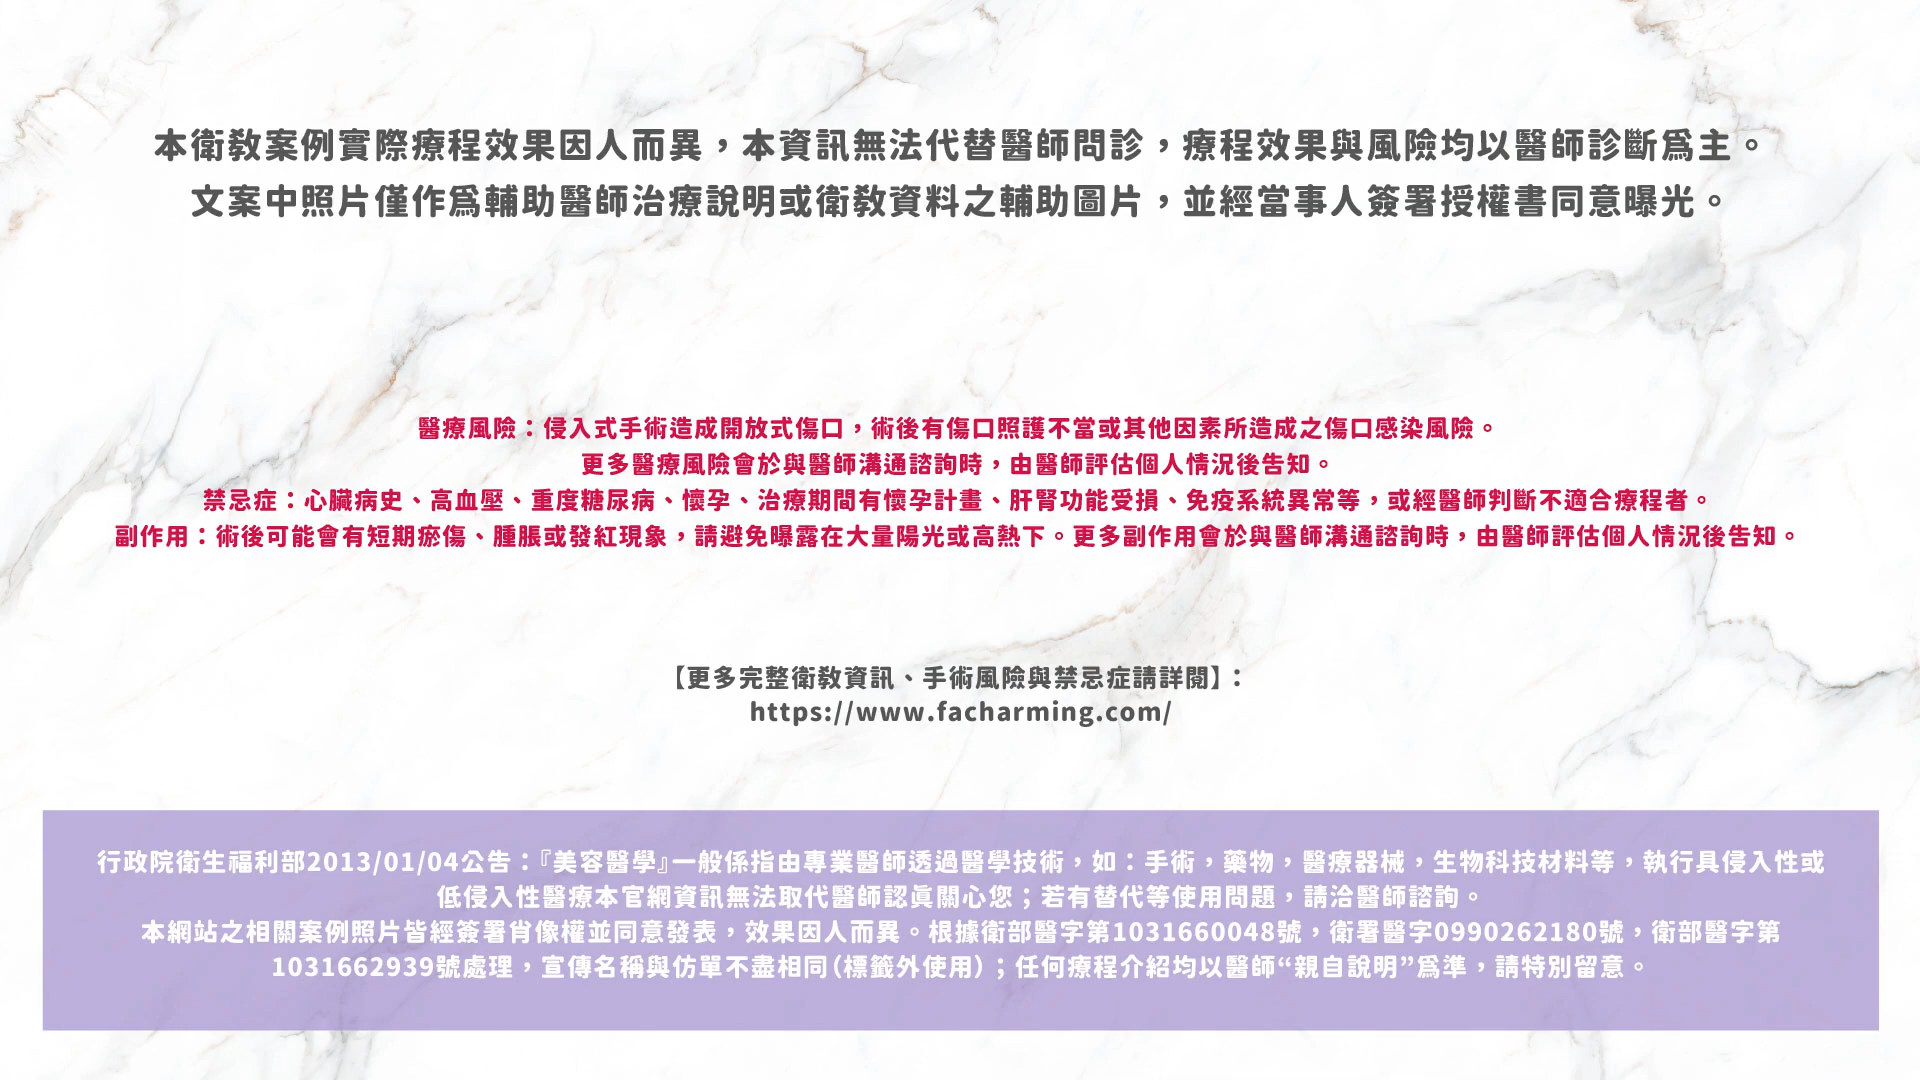 本衛教案例實際療程效果因人而異，本資訊無法代替醫師問診，療程效果與風險均以醫師診斷為主。
文案中照片僅作為輔助醫師治療說明或衛教資料之輔助圖片，並經當事人簽署授權書同意曝光。
醫療風險：侵入式手術造成開放式傷口，術後有傷口照護不當或其他因素所造成之傷口感染風險。
更多醫療風險會於與醫師溝通諮詢時，由醫師評估個人情況後告知。
禁忌症：心臟病史、高血壓、重度糖尿病、懷孕、治療期間有懷孕計畫、肝腎功能受損、免疫系統異常等，或經醫師判斷不適合療程者。
副作用：術後可能會有短期瘀傷、腫脹或發紅現象，請避免曝露在大量陽光或高熱下。更多副作用會於與醫師溝通諮詢時，由醫師評估個人情況後告知。
【更多完整衛教資訊、手術風險與禁忌症請詳閱】：
https://www.facharming.com/
行政院衛生福利部2013/01/04公告：『美容醫學』一般係指由專業醫師透過醫學技術，如：手術，藥物，醫療器械，生物科技材料等，執行具侵入性或
低侵入性醫療本官網資訊無法取代醫師認真關心您；若有替代等使用問題，請洽醫師諮詢。
本網站之相關案例照片皆經簽署肖像權並同意發表，效果因人而異。根據衛部醫字第1031660048號，衛署醫字0990262180號，衛部醫字第
1031662939號處理，宣傳名稱與仿單不盡相同(標籤外使用)；任何療程介紹均以醫師“親自說明”為準，請特別留意。